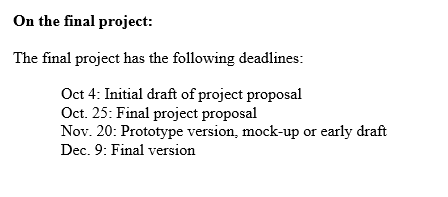 On the final project:
The final project has the following deadlines:
Oct 4: Initial draft of project proposal
Oct. 25: Final project proposal
Nov. 20: Prototype version, mock-up or early draft
Dec. 9: Final version